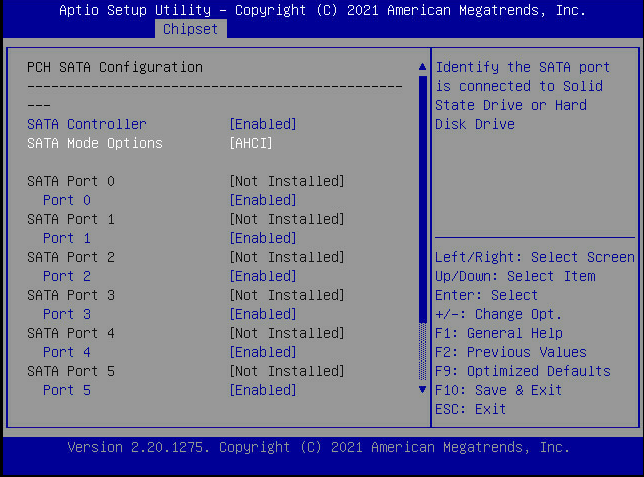 Aptio Setup Utility – Copyright (C) 2021 American Megatrends, Inc.
Chipset
PCH SATA Configuration
-----------------------------------------------
---
SATA Controller [Enabled]
SATA Mode Options [AHCI]
SATA Port 0 [Not Installed]
Port 0 [Enabled]
SATA Port 1 [Not Installed]
Port 1 [Enabled]
SATA Port 2 [Not Installed]
Port 2 [Enabled]
SATA Port 3 [Not Installed]
Port 3 [Enabled]
SATA Port 4 [Not Installed]
Port 4 [Enabled]
SATA Port 5 [Not Installed]
Port 5 [Enabled]
Identify the SATA port
is connected to Solid
State Drive or Hard
Disk Drive
Left/Right: Select Screen
Up/Down: Select Item
Enter: Select
+/-: Change Opt.
F1: General Help
F2: Previous Values
F9: Optimized Defaults
F10: Save & Exit
ESC: Exit
Version 2.20.1275. Copyright (C) 2021 American Megatrends, Inc.